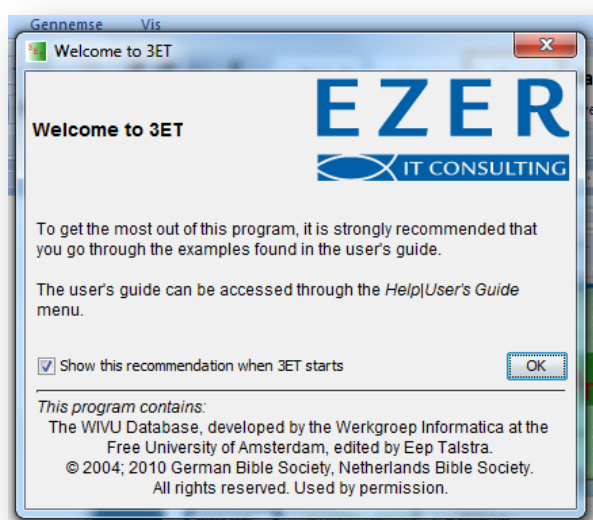 Gennemse Vis
Welcome to 3ET
EZER
Welcome to 3ET
IT CONSULTING
To get the most out of this program, it is strongly recommended that
you go through the examples found in the user's guide.
The user's guide can be accessed through the Help|User's Guide
menu.
Show this recommendation when 3ET starts
OK
This program contains:
The WIVU Database, developed by the Werkgroep Informatica at the
Free University of Amsterdam, edited by Eep Talstra.
© 2004; 2010 German Bible Society, Netherlands Bible Society.
All rights reserved. Used by permission.